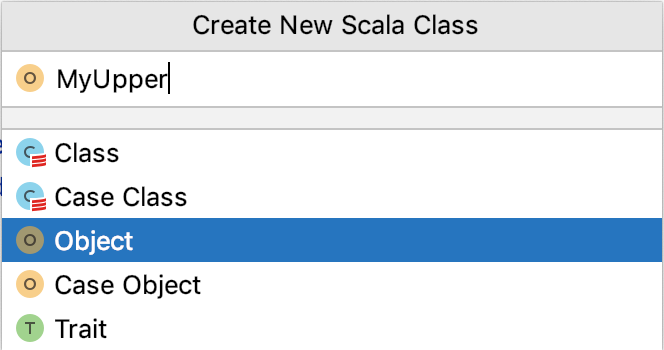 Create New Scala Class
O MyUpper
C Class
C Case Class
O Object
O Case Object
T Trait